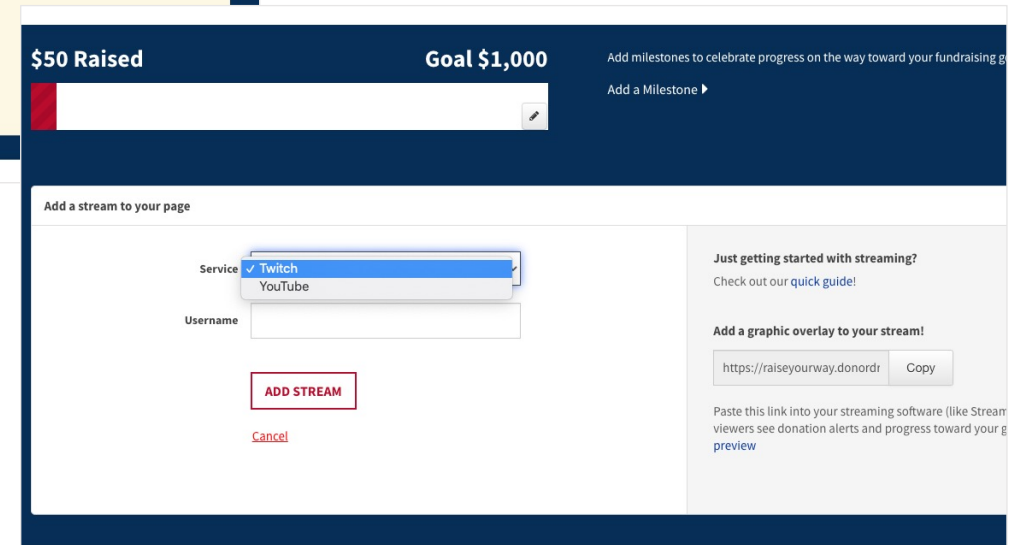 $50 Raised
Goal $1,000
Add milestones to celebrate progress on the way toward your fundraising
Add a Milestone
Add a stream to your page
Service
✓ Twitch
YouTube
Username
ADD STREAM
Cancel
Just getting started with streaming?
Check out our quick guide!
Add a graphic overlay to your stream!
https://raiseyourway.donordr
Copy
Paste this link into your streaming software (like Stream
viewers see donation alerts and progress toward your
preview